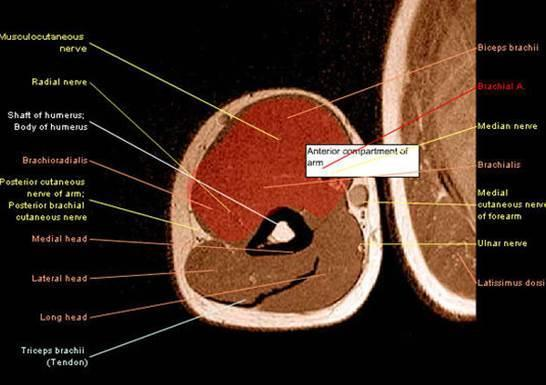 Musculocutaneous
nerve
Radial nerve
Shaft of humerus;
Body of humerus
Brachioradialis
Posterior cutaneous
nerve of arm;
Posterior brachial
cutaneous nerve
Medial head
Lateral head
Long head
Triceps brachii
(Tendon)
Anterior compartment of
arm
Biceps brachii
Brachial A.
Median nerve
Brachialis
Medial
cutaneous nerve
of forearm
Ulnar nerve
Latissimus dorsi